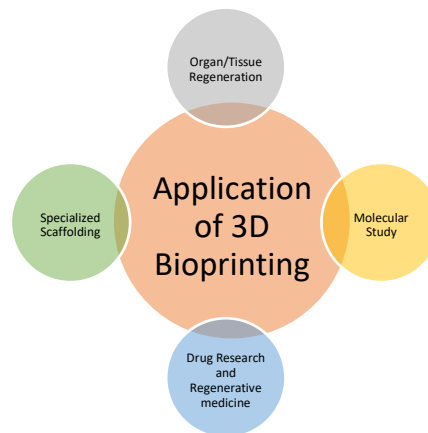 Organ/Tissue
Regeneration
Specialized
Scaffolding
Application
of 3D
Bioprinting
Molecular
Study
Drug Research
and
Regenerative
medicine